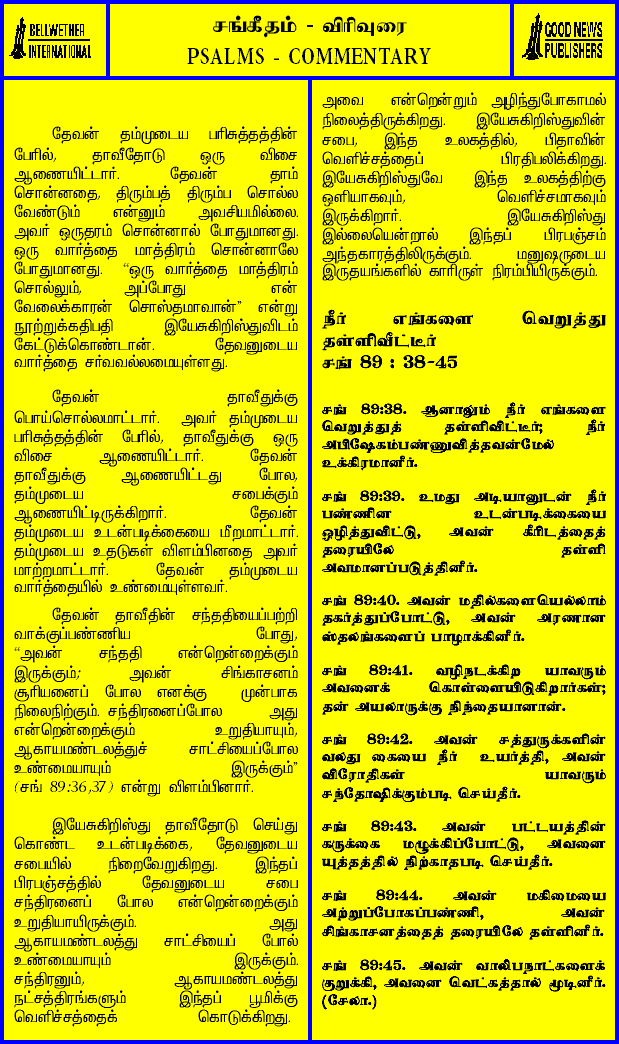 BELLWETHER
INTERNATIONAL
சங்கீதம் - விரிவுரை
PSALMS - COMMENTARY
GOOD NEWS
PUBLISHERS
தேவன் தம்முடைய பரிசுத்தத்தின்
பேரில், தாவீதோடு ஒரு விசை
ஆணையிட்டார். தேவன் தாம்
சொன்னதை, திரும்பத் திரும்ப சொல்ல
வேண்டும் என்னும் அவசியமில்லை.
அவர் ஒருதரம் சொன்னால் போதுமானது.
ஒரு வார்த்தை மாத்திரம் சொன்னாலே
போதுமானது. “ஒரு வார்த்தை மாத்திரம்
சொல்லும், அப்போது என்
வேலைக்காரன் சொஸ்தமாவான்” என்று
நூற்றுக்கதிபதி இயேசுகிறிஸ்துவிடம்
கேட்டுக்கொண்டான். தேவனுடைய
வார்த்தை சர்வவல்லமையுள்ளது.
தேவன் தாவீதுக்கு
பொய்சொல்லமாட்டார். அவர் தம்முடைய
பரிசுத்தத்தின் பேரில், தாவீதுக்கு ஒரு
விசை ஆணையிட்டார். தேவன்
தாவீதுக்கு ஆணையிட்டது போல,
தம்முடைய சபைக்கும்
ஆணையிட்டிருக்கிறார். தேவன்
தம்முடைய உடன்படிக்கையை மீறமாட்டார்.
தம்முடைய உதடுகள் விளம்பினதை அவர்
மாற்றமாட்டார். தேவன் தம்முடைய
வார்த்தையில் உண்மையுள்ளவர்.
தேவன் தாவீதின் சந்ததியைப்பற்றி
வாக்குப்பண்ணிய போது,
“அவன் சந்ததி என்றென்றைக்கும்
இருக்கும்; அவன் சிங்காசனம்
சூரியனைப் போல எனக்கு முன்பாக
நிலைநிற்கும். சந்திரனைப்போல அது
என்றென்றைக்கும் உறுதியாயும்,
ஆகாயமண்டலத்துச் சாட்சியைப்போல
உண்மையாயும் இருக்கும்”
(சங் 89:36,37) என்று விளம்பினார்.
இயேசுகிறிஸ்து தாவீதோடு செய்து
கொண்ட உடன்படிக்கை, தேவனுடைய
சபையில் நிறைவேறுகிறது. இந்தப்
பிரபஞ்சத்தில் தேவனுடைய சபை
சந்திரனைப் போல என்றென்றைக்கும்
உறுதியாயிருக்கும். அது
ஆகாயமண்டலத்து சாட்சியைப் போல்
உண்மையாயும் இருக்கும்.
சந்திரனும், ஆகாயமண்டலத்து
நட்சத்திரங்களும் இந்தப் பூமிக்கு
வெளிச்சத்தைக் கொடுக்கிறது.
அவை என்றென்றும் அழிந்துபோகாமல்
நிலைத்திருக்கிறது. இயேசுகிறிஸ்துவின்
சபை, இந்த உலகத்தில், பிதாவின்
வெளிச்சத்தைப் பிரதிபலிக்கிறது.
இயேசுகிறிஸ்துவே இந்த உலகத்திற்கு
ஒளியாகவும், வெளிச்சமாகவும்
இருக்கிறார். இயேசுகிறிஸ்து
இல்லையென்றால் இந்தப் பிரபஞ்சம்
அந்தகாரத்திலிருக்கும். மனுஷருடைய
இருதயங்களில் காரிருள் நிரம்பியிருக்கும்.
நீர் எங்களை வெறுத்து
தள்ளிவீட்டீர்
சங் 89 : 38-45
சங் 89:38. ஆனாலும் நீர் எங்களை
வெறுத்துத் தள்ளிவிட்டீர்; நீர்
அபிஷேகம்பண்ணுவித்தவன்மேல்
உக்கிரமானீர்.
சங் 89:39. உமது அடியானுடன் நீர்
பண்ணின உடன்படிக்கையை
ஒழித்துவிட்டு, அவன் கீரிடத்தைத்
தரையிலே தள்ளி
அவமானப்படுத்தினீர்.
சங் 89:40. அவன் மதில்களையெல்லாம்
தகர்த்துப்போட்டு, அவன் அரணான
ஸ்தலங்களைப் பாழாக்கினீர்.
சங் 89:41. வழிநடக்கிற யாவரும்
அவனைக் கொள்ளையிடுகிறார்கள்;
தன் அயலாருக்கு நிந்தையானான்.
சங் 89:42. அவன் சத்துருக்களின்
வலது கையை நீர் உயர்த்தி, அவன்
விரோதிகள் யாவரும்
சந்தோஷிக்கும்படி செய்தீர்.
சங் 89:43. அவன் பட்டயத்தின்
கருக்கை மழுக்கிப்போட்டு, அவனை
யுத்தத்தில் நிற்காதபடி செய்தீர்.
சங் 89:44. அவன் மகிமையை
அற்றுப்போகப்பண்ணி, அவன்
சிங்காசனத்தைத் தரையிலே தள்ளினீர்.
சங் 89:45. அவன் வாலிபநாட்களைக்
குறுக்கி, அவனை வெட்கத்தால் மூடினீர்.
(சேலா.)